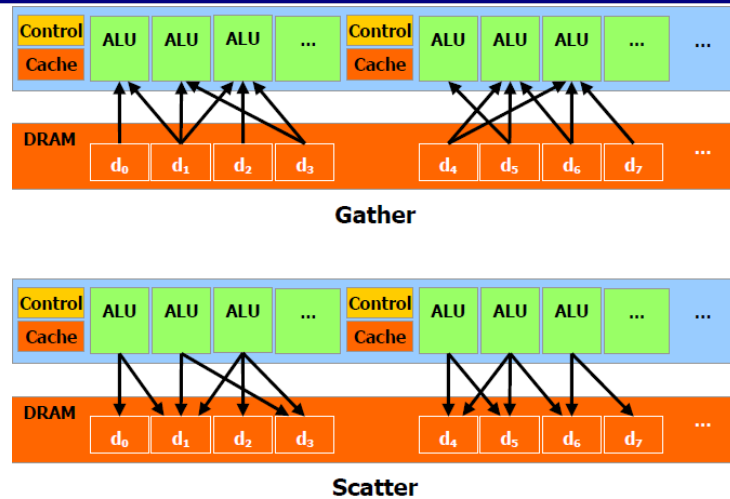 Control ALU ALU ALU ... Control ALU ALU ALU ... ...
Cache Cache
DRAM
d₀ d₁ d₂ d₃ d₄ d₅ d₆ d₇ ...
Gather
Control ALU ALU ALU ... Control ALU ALU ALU ... ...
Cache Cache
DRAM
d₀ d₁ d₂ d₃ d₄ d₅ d₆ d₇ ...
Scatter